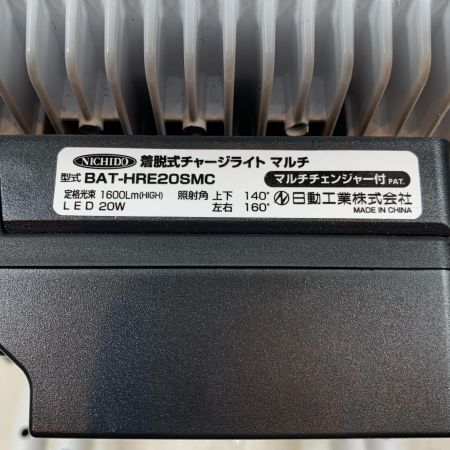 NICHIDO 着脱式チャージライト マルチ
型式 BAT-HRE20SMC マルチチェンジャー付 PAT.
定格光束 1600Lm(HIGH) 照射角 上下 140° 日動工業株式会社
LED 20W 左右 160° MADE IN CHINA